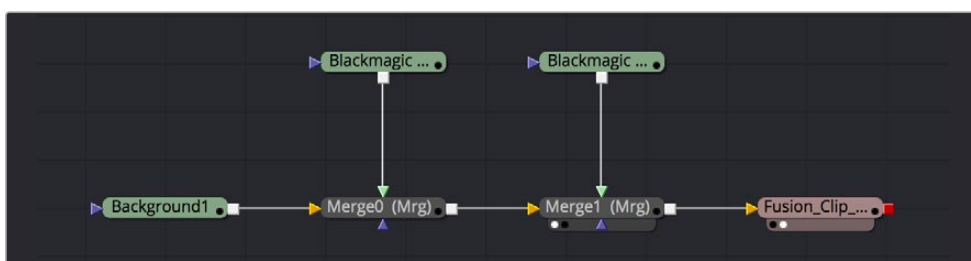 Blackmagic ... Blackmagic ...
Background1 Merge0 (Mrg) Merge1 (Mrg) Fusion_Clip_...